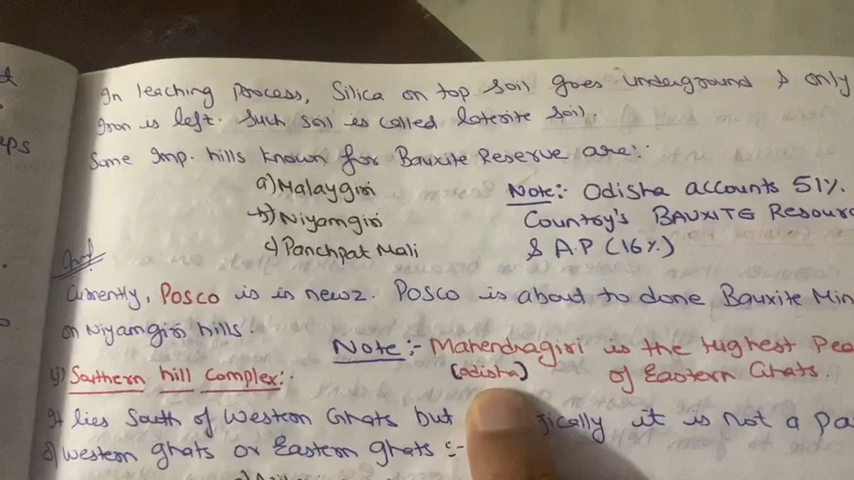 In leaching process, Silica on top soil goes underground & only
Iron is left. Such soil is called laterite soil.
eps
Some Imp. hills known for Bauxite Reserve are:-
a) Malaygiri
b) Niyamgiri
c) Panchpat Mali
Note:- Odisha accounts 51%.
Country's BAUXITE Resour
& A.P (16%)
Currently, Posco is in newz. Posco is about to done Bauxite Min
on Niyamgiri hills.
Note:- Mahendragiri is the highest Pea
(odisha) of Eastern Ghats.
Southern hill Complex:-
It lies South of Western Ghats but gically it is not a pa
Western ghats or Eastern ghats :-